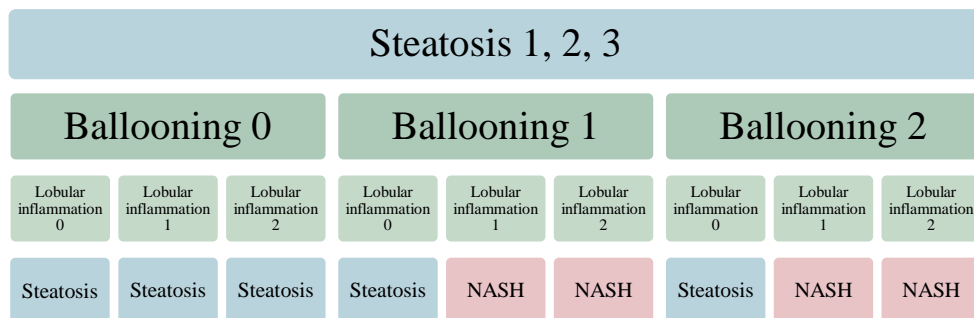 Steatosis 1, 2, 3
Ballooning 0
Ballooning 1
Ballooning 2
Lobular
inflammation
0
Lobular
inflammation
1
Lobular
inflammation
2
Lobular
inflammation
0
Lobular
inflammation
1
Lobular
inflammation
2
Lobular
inflammation
0
Lobular
inflammation
1
Lobular
inflammation
2
Steatosis
Steatosis
Steatosis
Steatosis
NASH
NASH
Steatosis
NASH
NASH